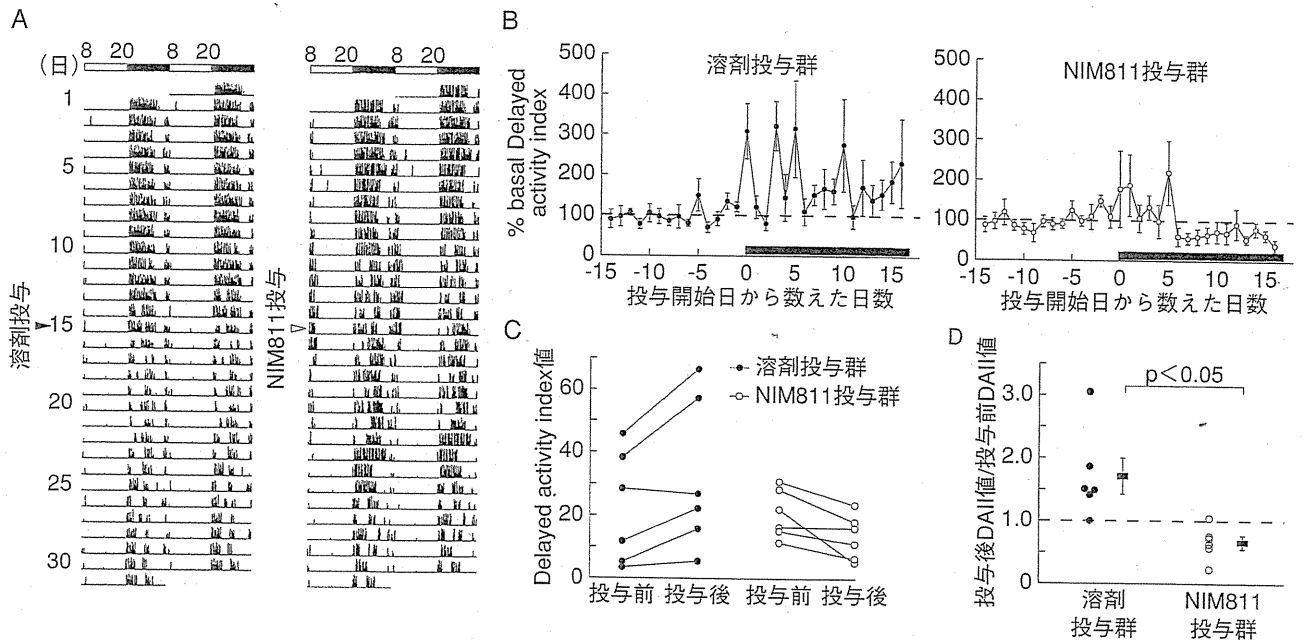 A
8 20 8 20
8 20 8 20
(日)
1
5
10
15
20
25
30
溶剤投与
NIM811投与
B
% basal Delayed
activity index
500
400
300
200
100
0
溶剤投与群
-15 -10 -5 0 5 10 15
投与開始日から数えた日数
500
400
300
200
100
0
NIM811投与群
-15 -10 -5 0 5 10 15
投与開始日から数えた日数
C
Delayed activity index値
60
40
20
0
溶剤投与群
NIM811投与群
投与前 投与後 投与前 投与後
D
投与後DAII値/投与前DAII値
p<0.05
3.0
2.0
1.0
0
溶剤
投与群
NIM811
投与群